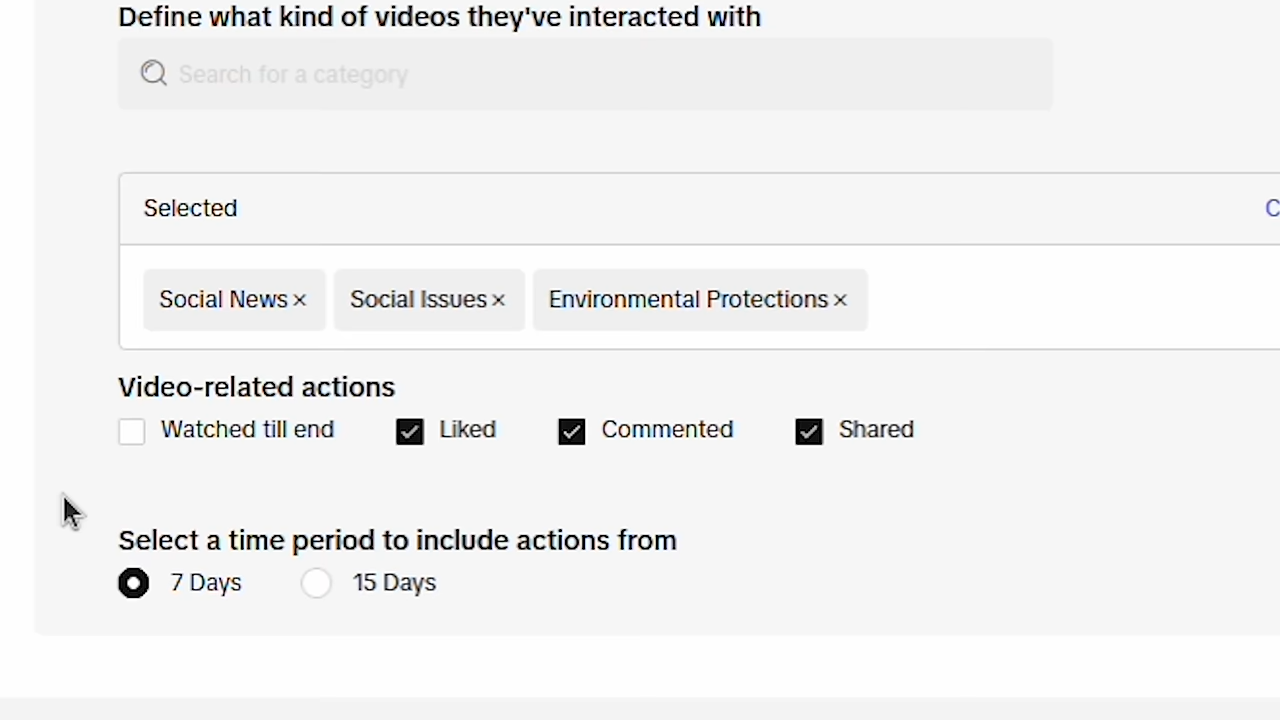 Define what kind of videos they've interacted with
Search for a category
Selected
Social News × Social Issues × Environmental Protections ×
Video-related actions
Watched till end Liked Commented Shared
Select a time period to include actions from
7 Days 15 Days